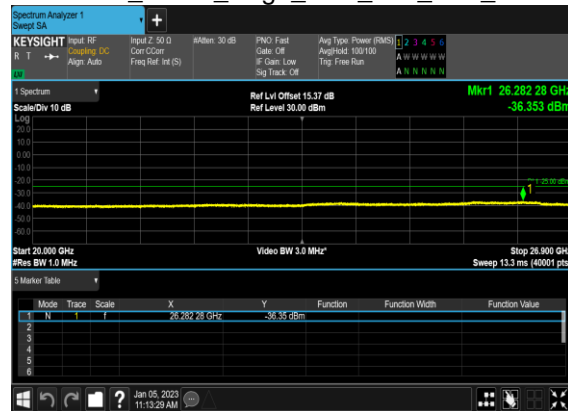 Spectrum Analyzer 1
Swept SA
+
KEYSIGHT Input: RF Input Z: 50 Ω #Atten: 30 dB PNO: Fast Avg Type: Power (RMS) 1 2 3 4 5 6
R T Coupling: DC Corr CCorr Gate: Off Avg|Hold: 100/100 A W W W W W
Align: Auto Freq Ref: Int (S) IF Gain: Low Trig: Free Run
LW Sig Track: Off A N N N N N
1 Spectrum Ref Lvl Offset 15.37 dB Mkr1 26.282 28 GHz
Scale/Div 10 dB Ref Level 30.00 dBm -36.353 dBm
Log
20.0
10.0
0.00
-10.0
-20.0
-25.00 dBm
-30.0
1
-40.0
-50.0
-60.0
Start 20.000 GHz Video BW 3.0 MHz* Stop 26.900 GHz
#Res BW 1.0 MHz Sweep 13.3 ms (40001 pts
5 Marker Table
Mode Trace Scale X Y Function Function Width Function Value
1 N 1 f 26.282 28 GHz -36.35 dBm
2
3
4
5
6
? Jan 05, 2023
11:13:29 AM